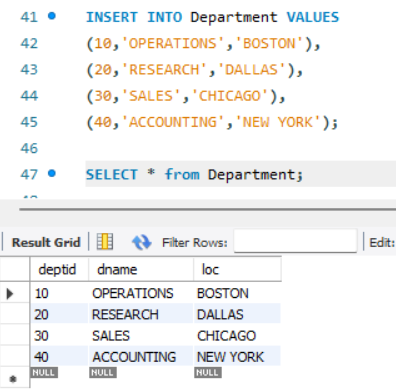 41 INSERT INTO Department VALUES
42 (10,'OPERATIONS','BOSTON'),
43 (20,'RESEARCH','DALLAS'),
44 (30,'SALES','CHICAGO'),
45 (40,'ACCOUNTING','NEW YORK');
46
47 SELECT * from Department;
Result Grid Filter Rows: Edit:
deptid dname loc
10 OPERATIONS BOSTON
20 RESEARCH DALLAS
30 SALES CHICAGO
40 ACCOUNTING NEW YORK
NULL NULL NULL